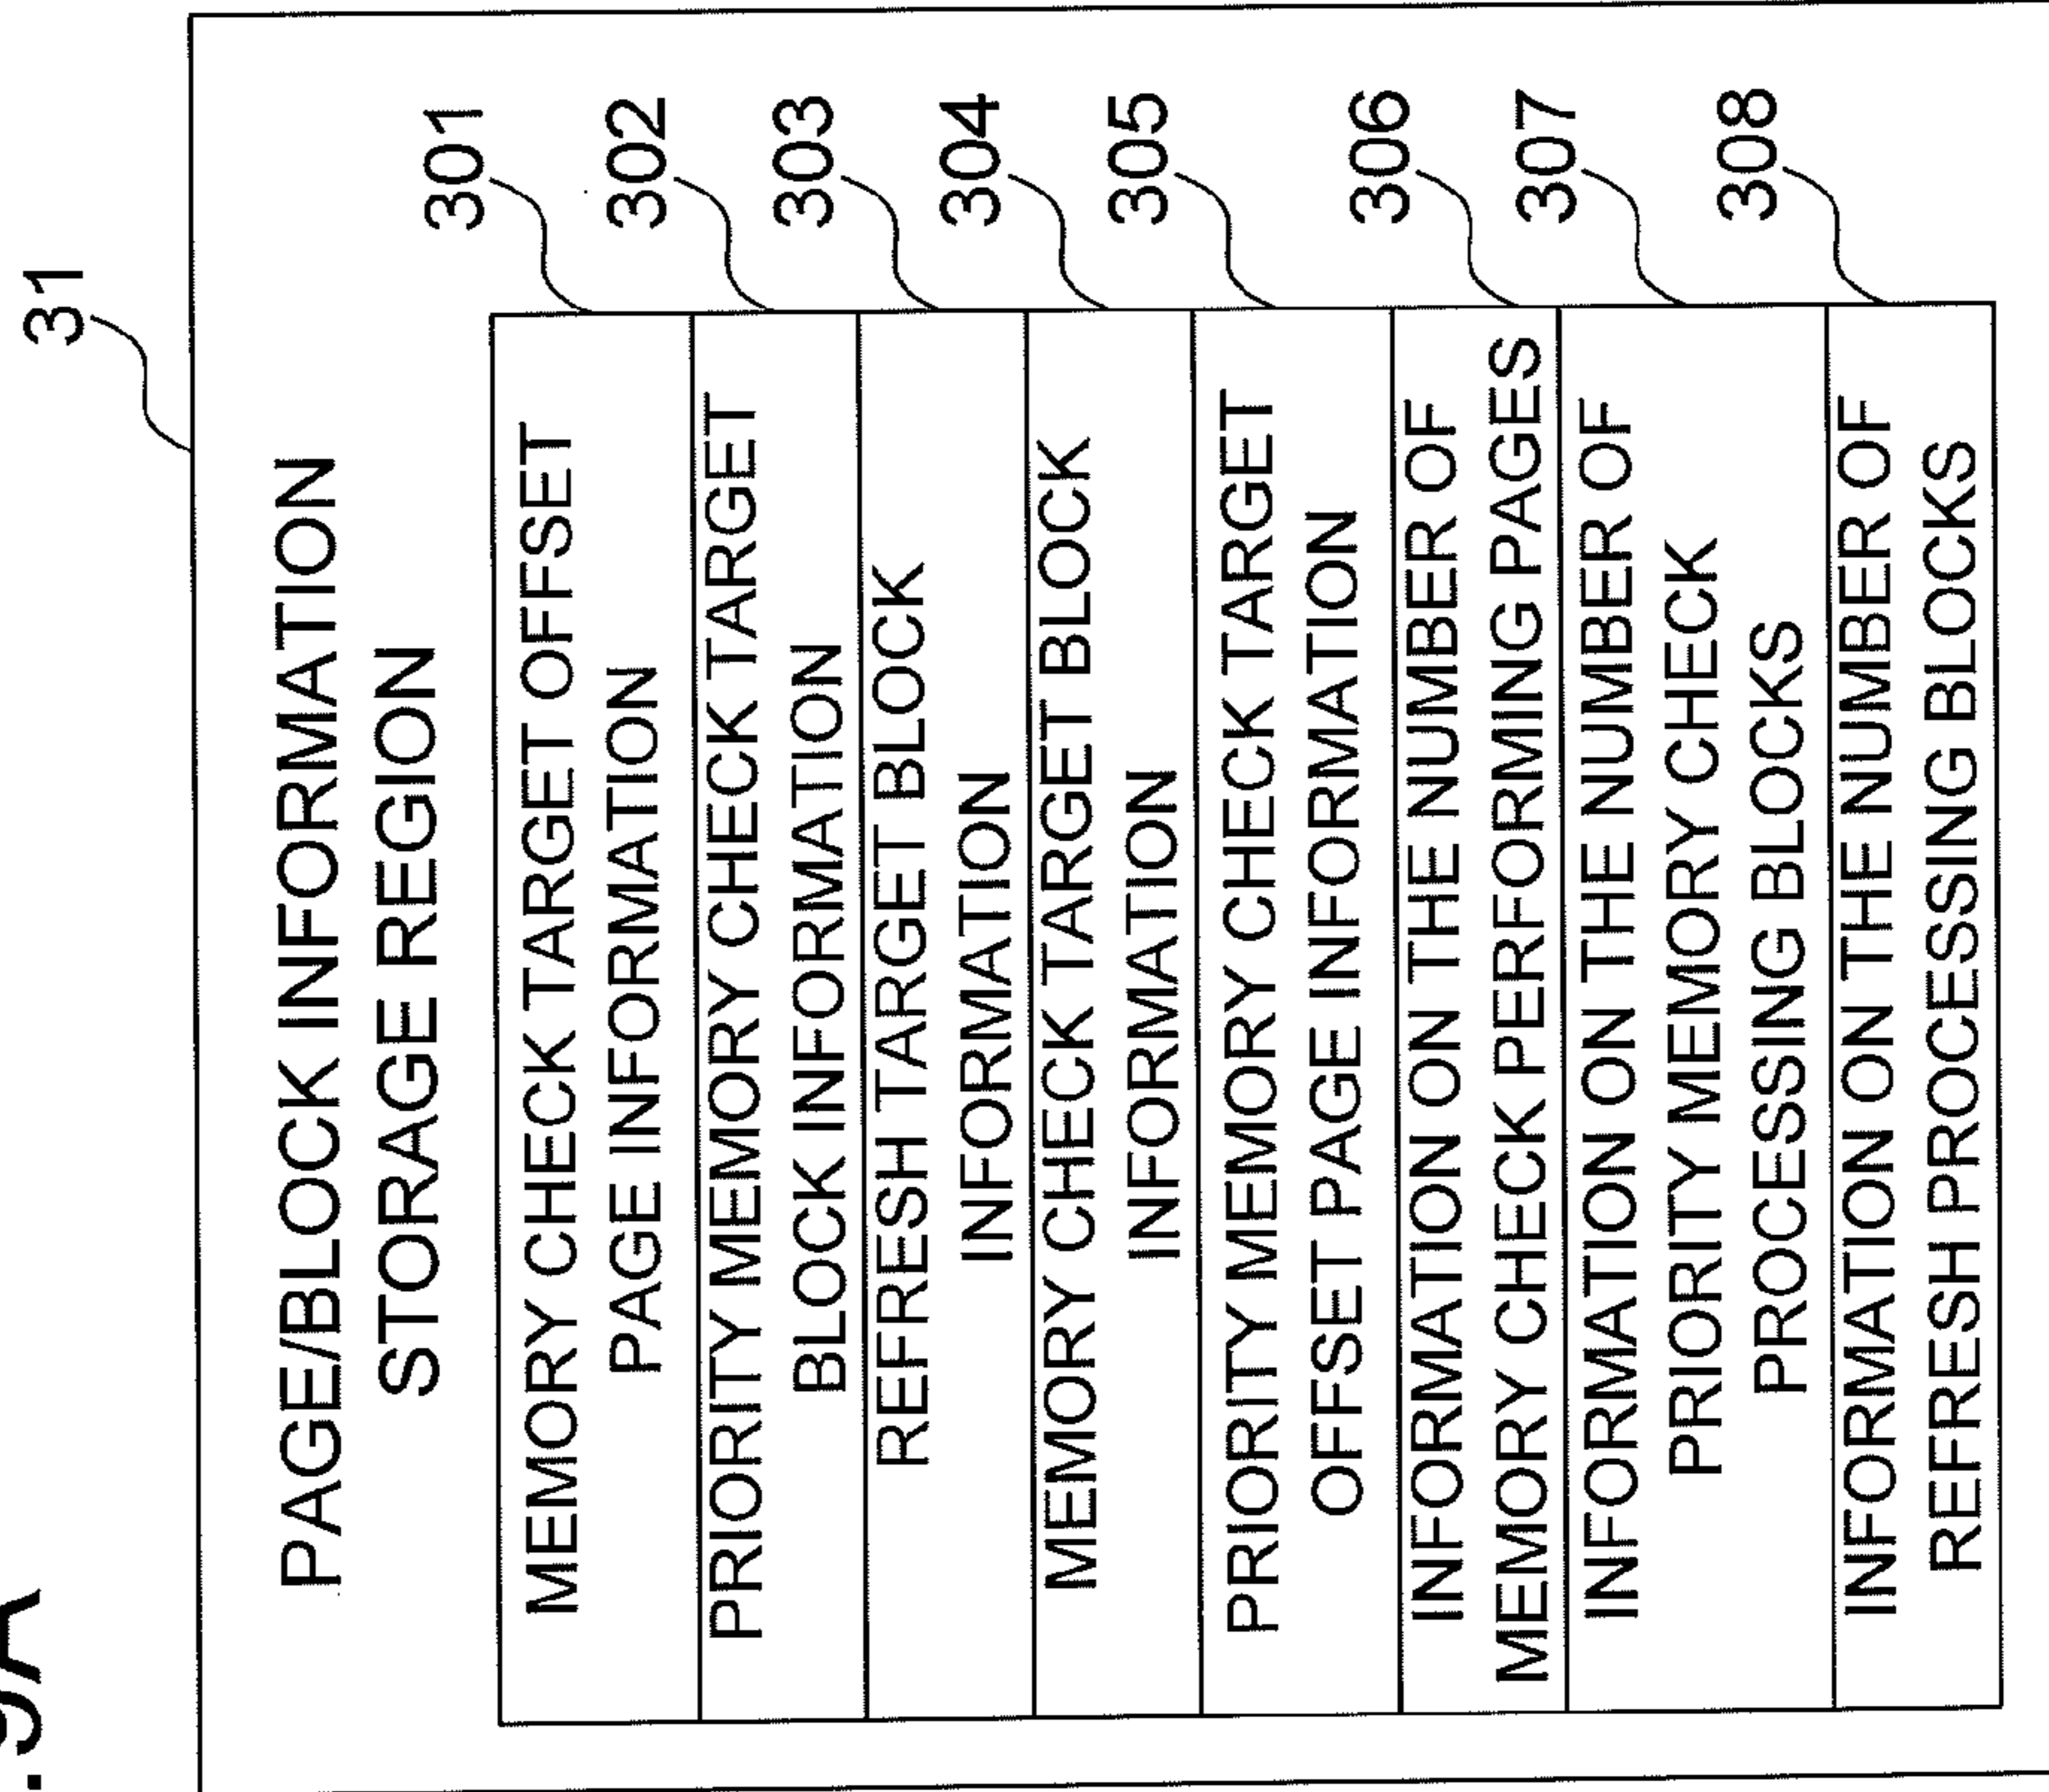 .9A
31
PAGE/BLOCK INFORMATION
STORAGE REGION
MEMORY CHECK TARGET OFFSET
PAGE INFORMATION
301
PRIORITY MEMORY CHECK TARGET
BLOCK INFORMATION
302
REFRESH TARGET BLOCK
INFORMATION
303
MEMORY CHECK TARGET BLOCK
INFORMATION
304
PRIORITY MEMORY CHECK TARGET
OFFSET PAGE INFORMATION
305
INFORMATION ON THE NUMBER OF
MEMORY CHECK PERFORMING PAGES
306
INFORMATION ON THE NUMBER OF
PRIORITY MEMORY CHECK
PROCESSING BLOCKS
307
INFORMATION ON THE NUMBER OF
REFRESH PROCESSING BLOCKS
308